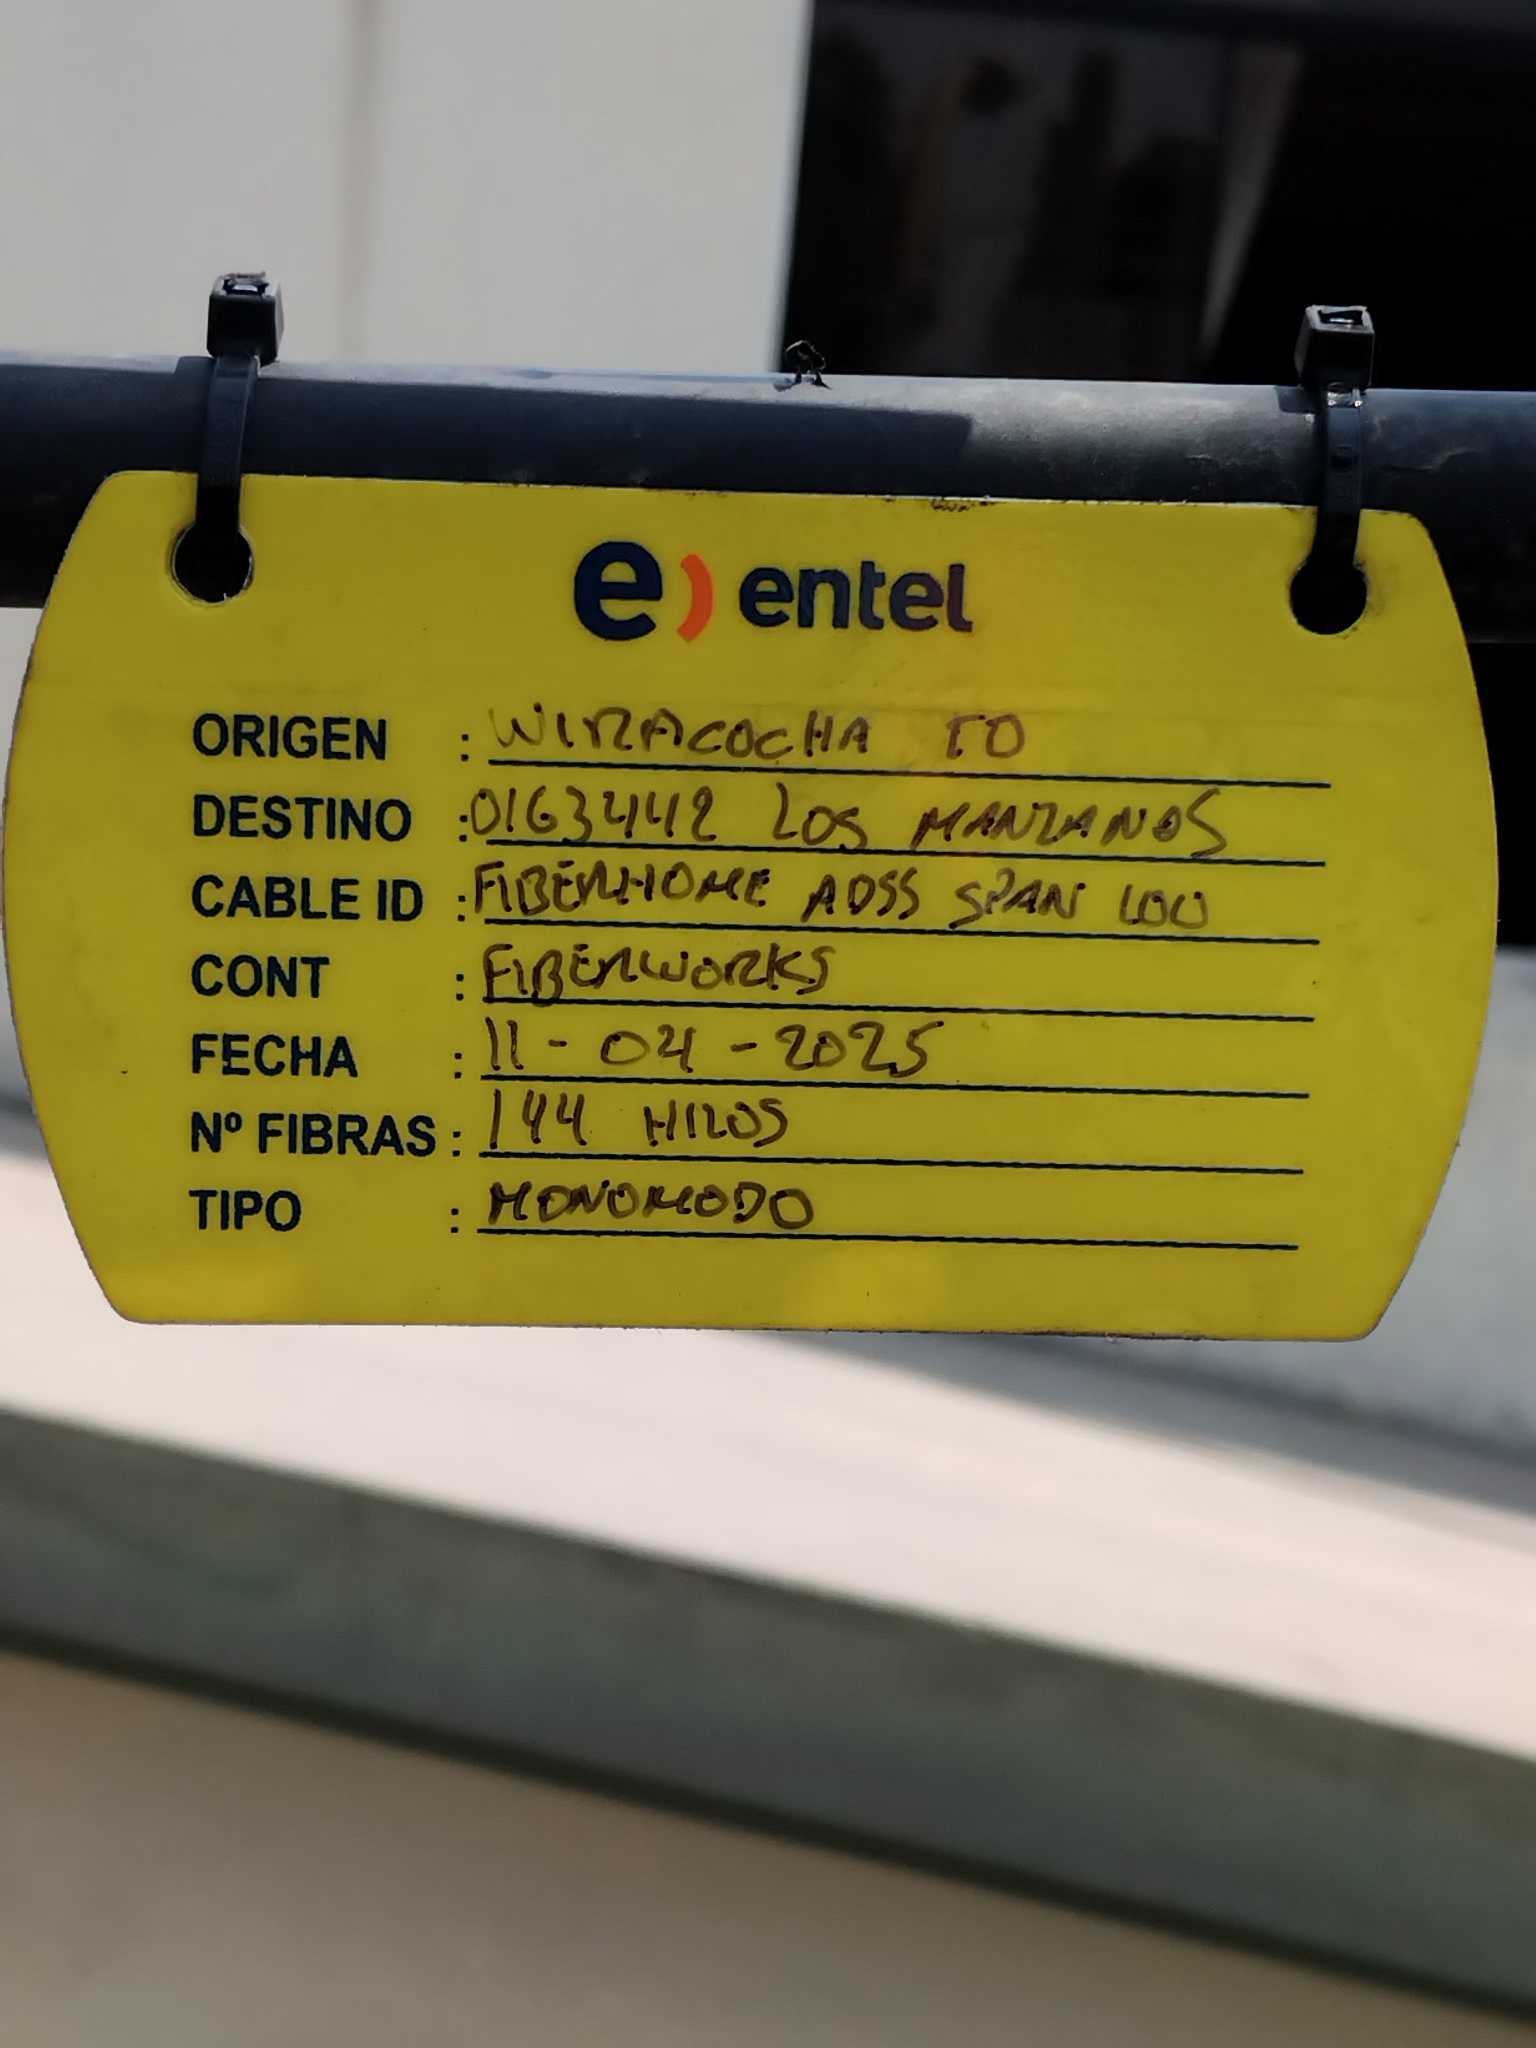 e) entel
ORIGEN : WIRACOCHA TO
DESTINO : 0163442 LOS MANZANOS
CABLE ID : FIBERHOME ADSS SPAN 100
CONT : FIBERWORKS
FECHA : 11-04-2025
Nº FIBRAS : 144 HILOS
TIPO : MONOMODO